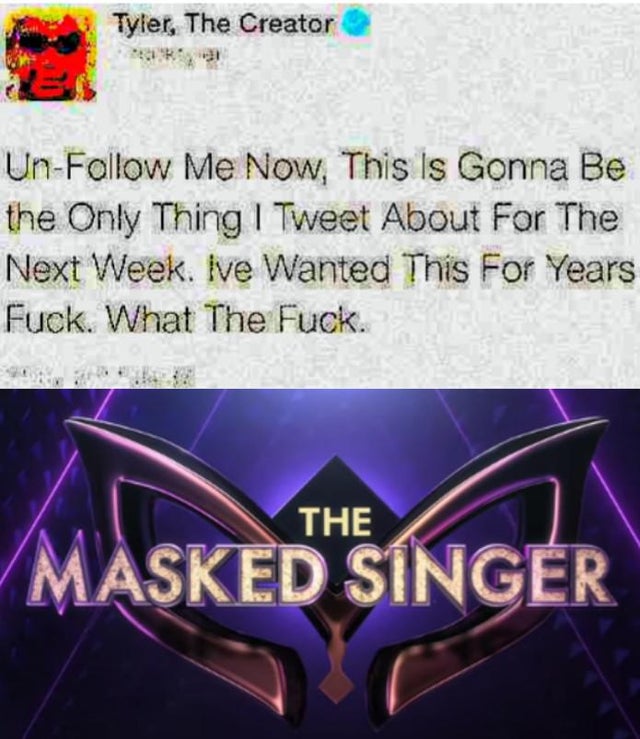 Tyler, The Creator
Un-Follow Me Now, This Is Gonna Be
the Only Thing I Tweet About For The
Next Week. Ive Wanted This For Years
Fuck. What The Fuck.
THE
MASKED SINGER